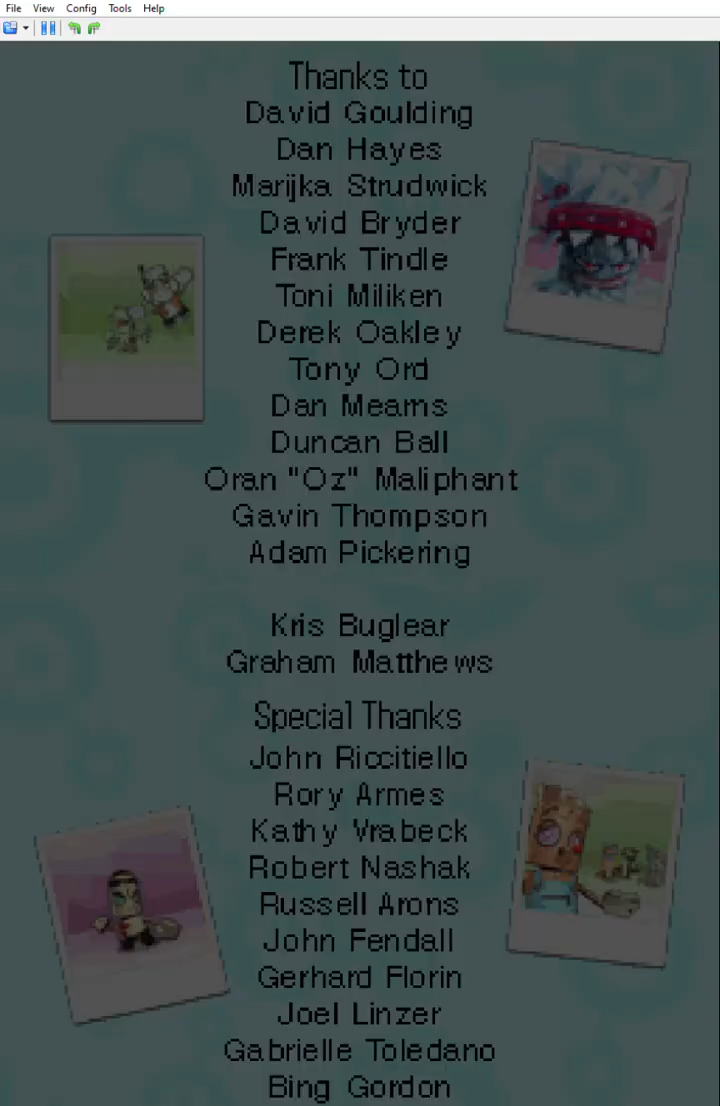 File View Config Tools Help
Thanks to
David Goulding
Dan Hayes
Marijka Strudwick
David Bryder
Frank Tindle
Toni Miliken
Derek Oakley
Tony Ord
Dan Mearns
Duncan Ball
Oran "Oz" Maliphant
Gavin Thompson
Adam Pickering
Kris Buglear
Graham Matthews
Special Thanks
John Riccitiello
Rory Armes
Kathy Vrabeck
Robert Nashak
Russell Arons
John Fendall
Gerhard Florin
Joel Linzer
Gabrielle Toledano
Bing Gordon